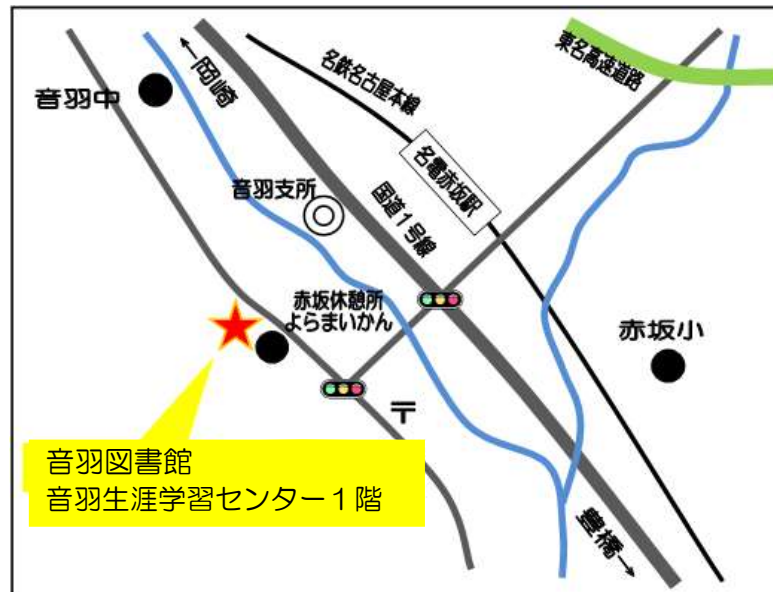 東名高速道路
←岡崎
名鉄名古屋本線
音羽中
名電赤坂駅
音羽支所
国道1号線
赤坂休憩所
よらまいかん
赤坂小
〒
音羽図書館
音羽生涯学習センター1階
豊橋→